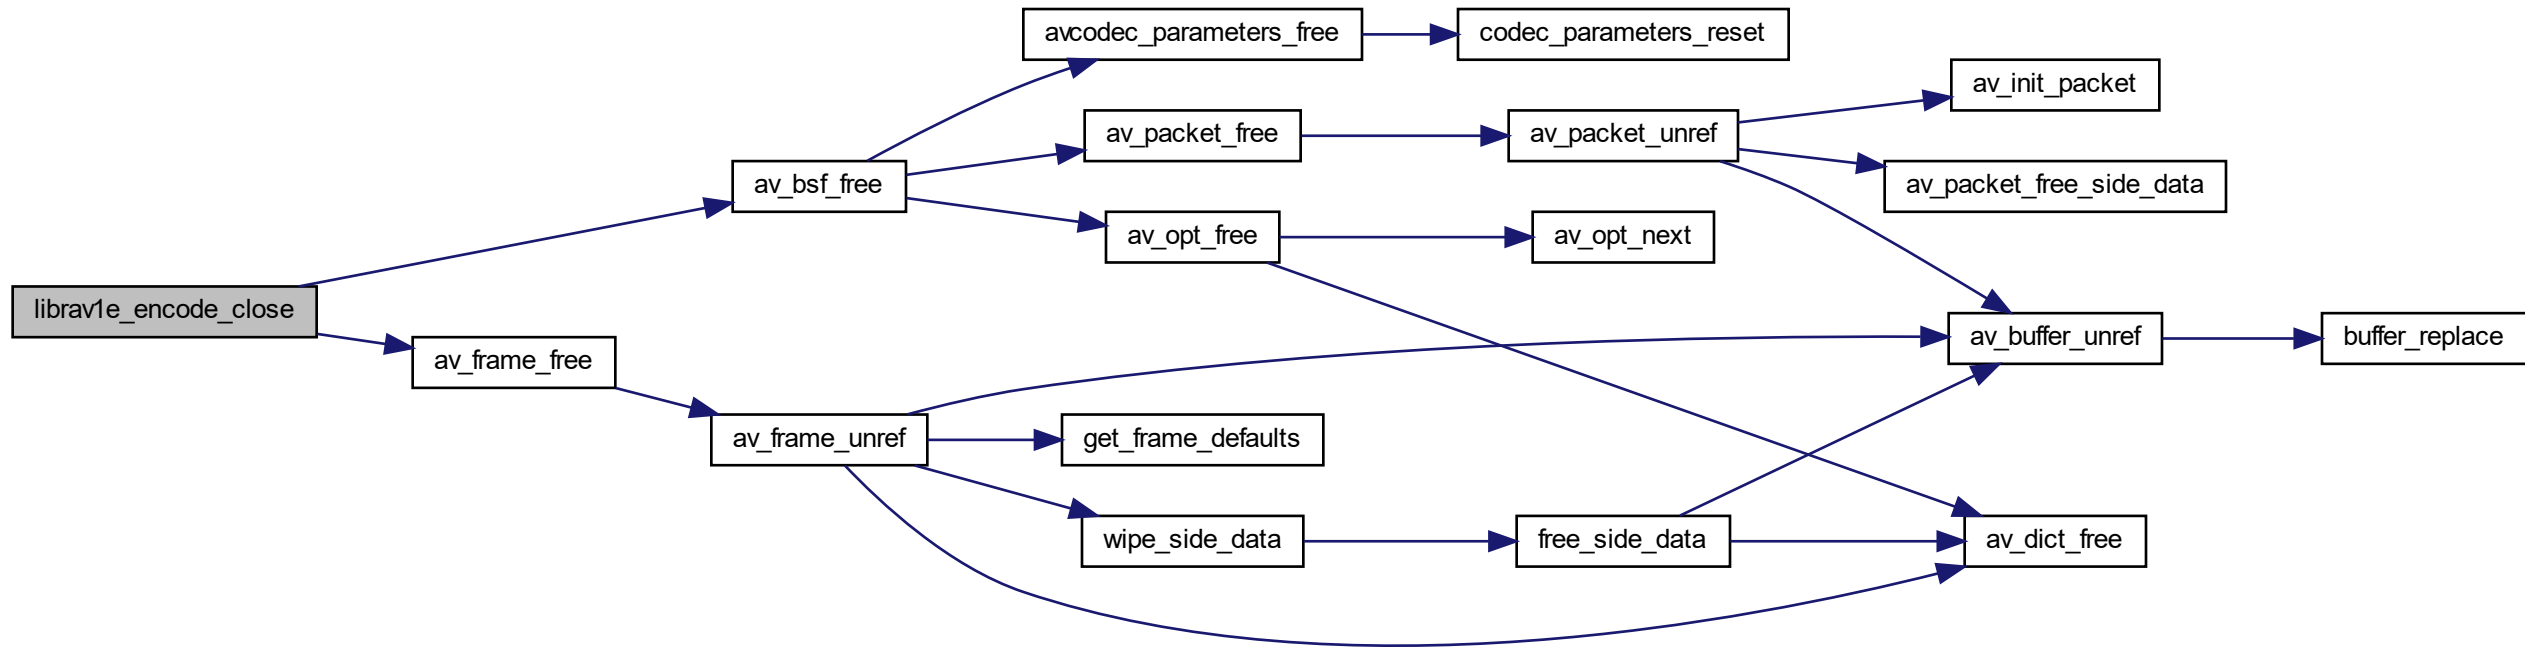 avcodec_parameters_free
codec_parameters_reset
av_init_packet
av_packet_free
av_packet_unref
av_bsf_free
av_packet_free_side_data
av_opt_free
av_opt_next
librav1e_encode_close
av_frame_free
av_buffer_unref
buffer_replace
av_frame_unref
get_frame_defaults
wipe_side_data
free_side_data
av_dict_free